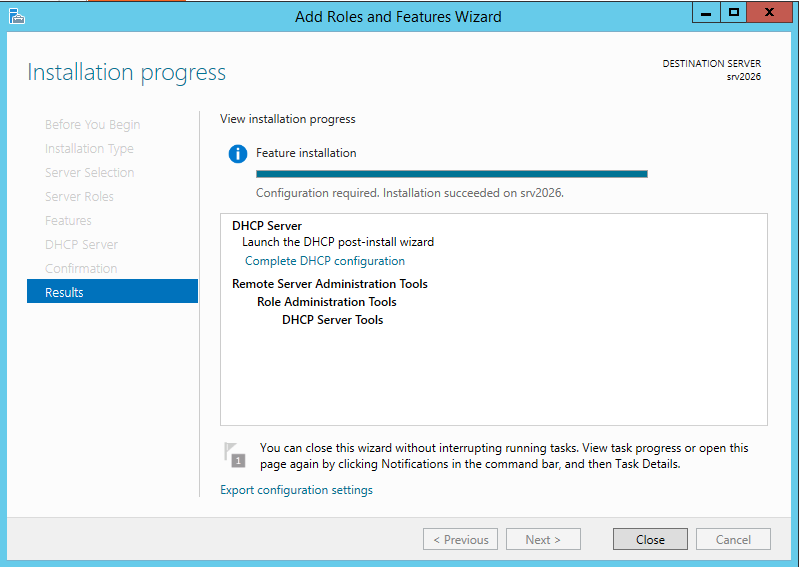 Add Roles and Features Wizard
X
Installation progress
DESTINATION SERVER
srv2026
Before You Begin
Installation Type
Server Selection
Server Roles
Features
DHCP Server
Confirmation
Results
View installation progress
Feature installation
Configuration required. Installation succeeded on srv2026.
DHCP Server
Launch the DHCP post-install wizard
Complete DHCP configuration
Remote Server Administration Tools
Role Administration Tools
DHCP Server Tools
1
You can close this wizard without interrupting running tasks. View task progress or open this
page again by clicking Notifications in the command bar, and then Task Details.
Export configuration settings
< Previous
Next >
Close
Cancel